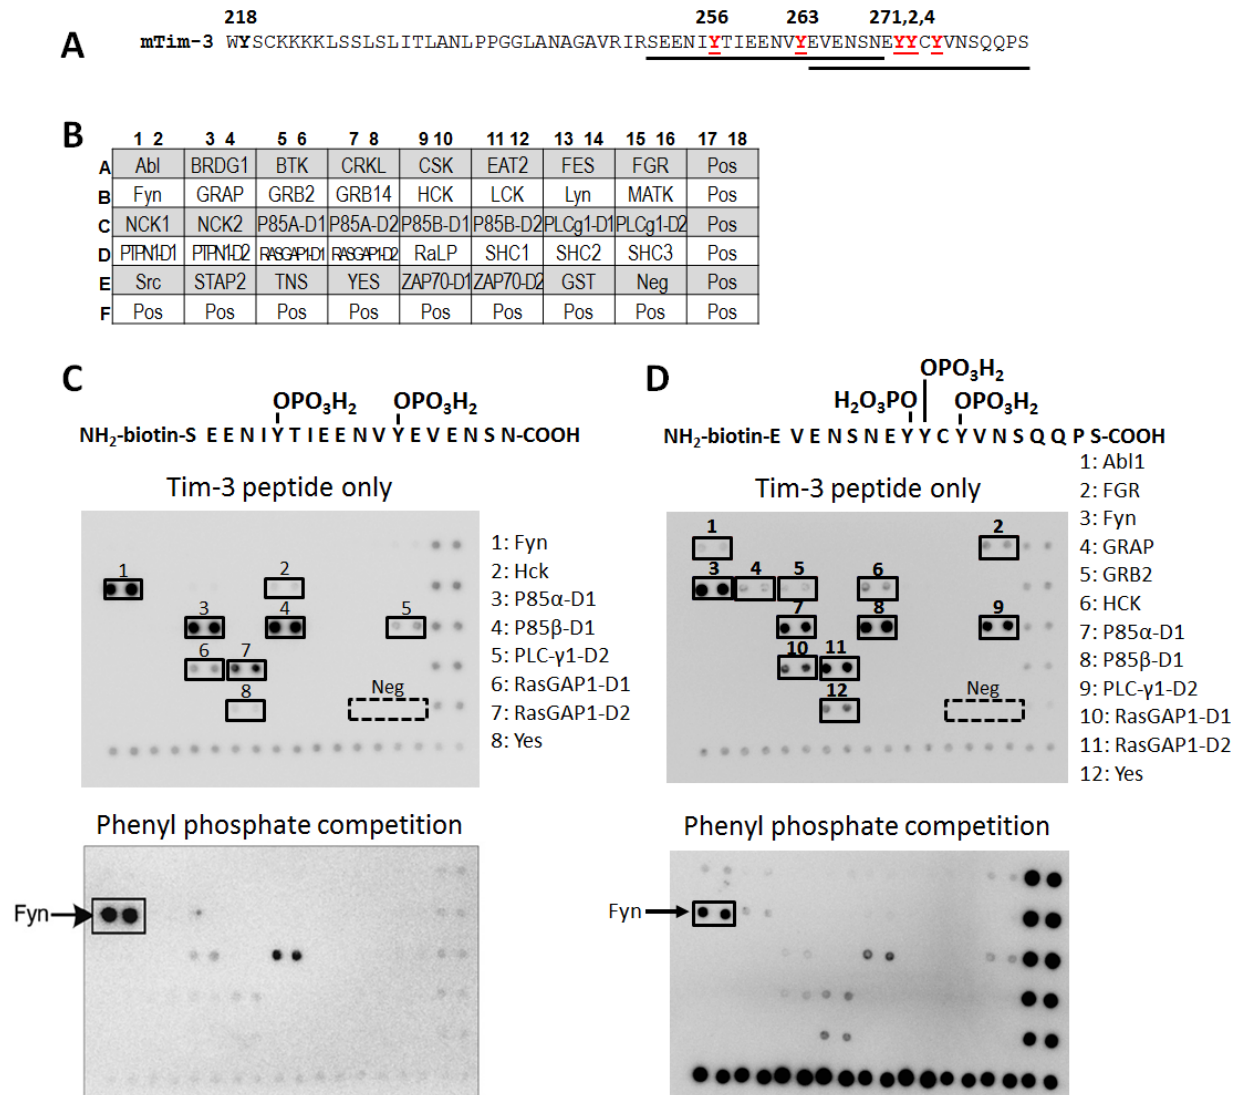 A
218 256 263 271,2,4
mTim-3 WYSCKKKKLSSLSLITLANLPPGGLANAGAVRIRSEENIYTIEENVYEVENSNEYYCYVNSQQPS
B
1 2 3 4 5 6 7 8 9 10 11 12 13 14 15 16 17 18
A Abl BRDG1 BTK CRKL CSK EAT2 FES FGR Pos
B Fyn GRAP GRB2 GRB14 HCK LCK Lyn MATK Pos
C NCK1 NCK2 P85A-D1 P85A-D2 P85B-D1 P85B-D2 PLCg1-D1 PLCg1-D2 Pos
D PTPN1-D1 PTPN1-D2 RASGAP1-D1 RASGAP1-D2 RaLP SHC1 SHC2 SHC3 Pos
E Src STAP2 TNS YES ZAP70-D1 ZAP70-D2 GST Neg Pos
F Pos Pos Pos Pos Pos Pos Pos Pos Pos
C
OPO3H2 OPO3H2
NH2-biotin-S E E N I Y T I E E N V Y E V E N S N-COOH
Tim-3 peptide only
1
2
3
4
5
6
7
8
Neg
1: Fyn
2: Hck
3: P85α-D1
4: P85β-D1
5: PLC-γ1-D2
6: RasGAP1-D1
7: RasGAP1-D2
8: Yes
Phenyl phosphate competition
Fyn
D
OPO3H2
H2O3PO OPO3H2
NH2-biotin-E V E N S N E Y Y C Y V N S Q Q P S-COOH
Tim-3 peptide only
1
2
3
4
5
6
7
8
9
10
11
12
Neg
1: Abl1
2: FGR
3: Fyn
4: GRAP
5: GRB2
6: HCK
7: P85α-D1
8: P85β-D1
9: PLC-γ1-D2
10: RasGAP1-D1
11: RasGAP1-D2
12: Yes
Phenyl phosphate competition
Fyn